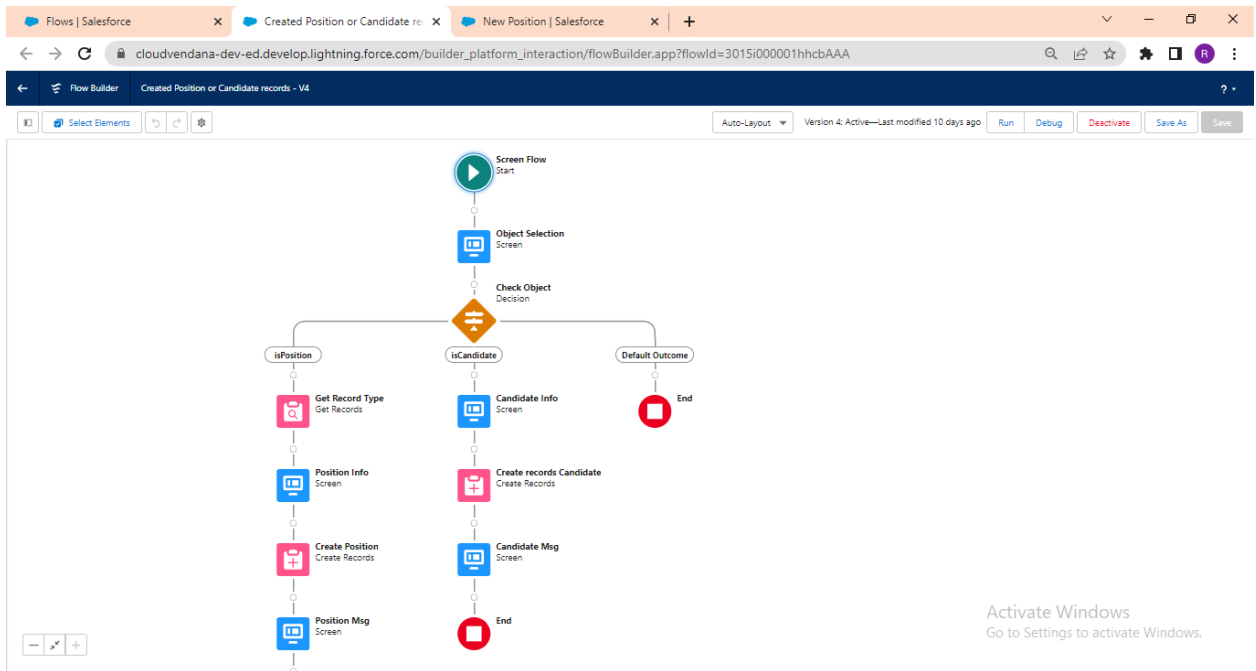 Flows | Salesforce
Created Position or Candidate rec
New Position | Salesforce
cloudvendana-dev-ed.develop.lightning.force.com/builder_platform_interaction/flowBuilder.app?flowId=3015i000001hhcbAAA
R
Flow Builder
Created Position or Candidate records - V4
?
Select Elements
Auto-Layout
Version 4: Active—Last modified 10 days ago
Run
Debug
Deactivate
Save As
Save
Screen Flow
Start
Object Selection
Screen
Check Object
Decision
isPosition
isCandidate
Default Outcome
Get Record Type
Get Records
Candidate Info
Screen
End
Position Info
Screen
Create records Candidate
Create Records
Create Position
Create Records
Candidate Msg
Screen
Position Msg
Screen
End
Activate Windows
Go to Settings to activate Windows.